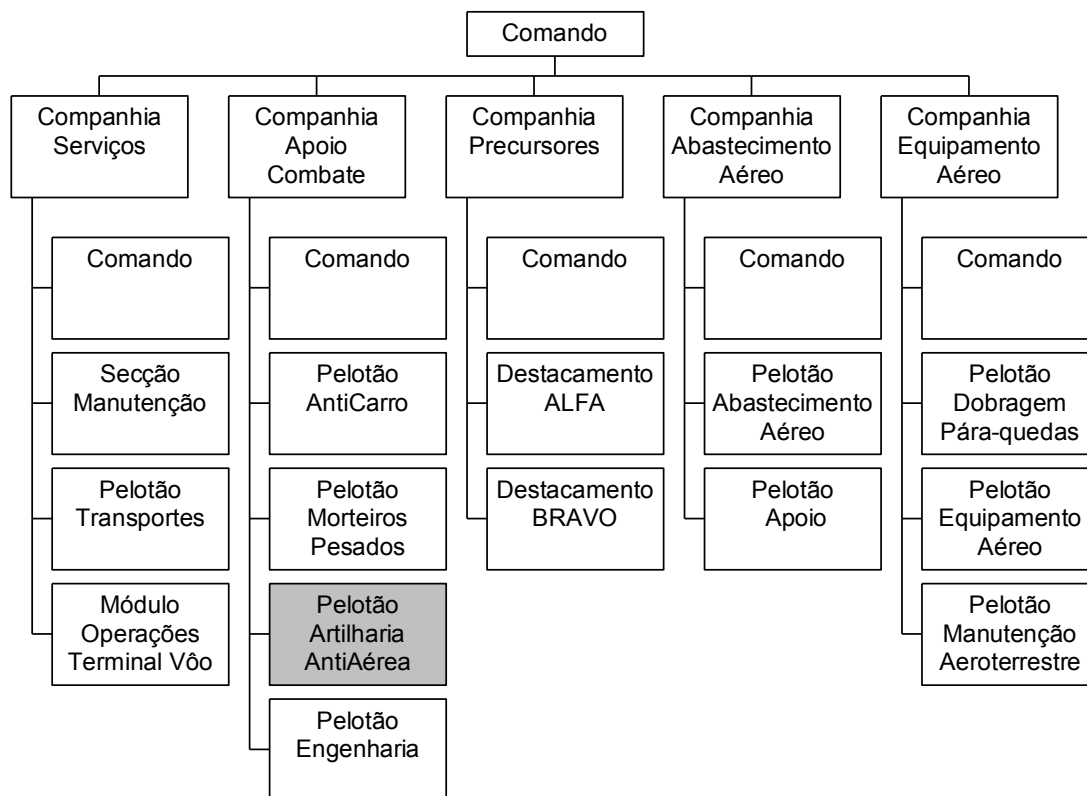 Comando
Companhia
Serviços
Companhia
Apoio
Combate
Companhia
Precursores
Companhia
Abastecimento
Aéreo
Companhia
Equipamento
Aéreo
Comando
Secção
Manutenção
Pelotão
Transportes
Módulo
Operações
Terminal Vôo
Comando
Pelotão
AntiCarro
Pelotão
Morteiros
Pesados
Pelotão
Artilharia
AntiAérea
Pelotão
Engenharia
Comando
Destacamento
ALFA
Destacamento
BRAVO
Comando
Pelotão
Abastecimento
Aéreo
Pelotão
Apoio
Comando
Pelotão
Dobragem
Pára-quedas
Pelotão
Equipamento
Aéreo
Pelotão
Manutenção
Aeroterrestre